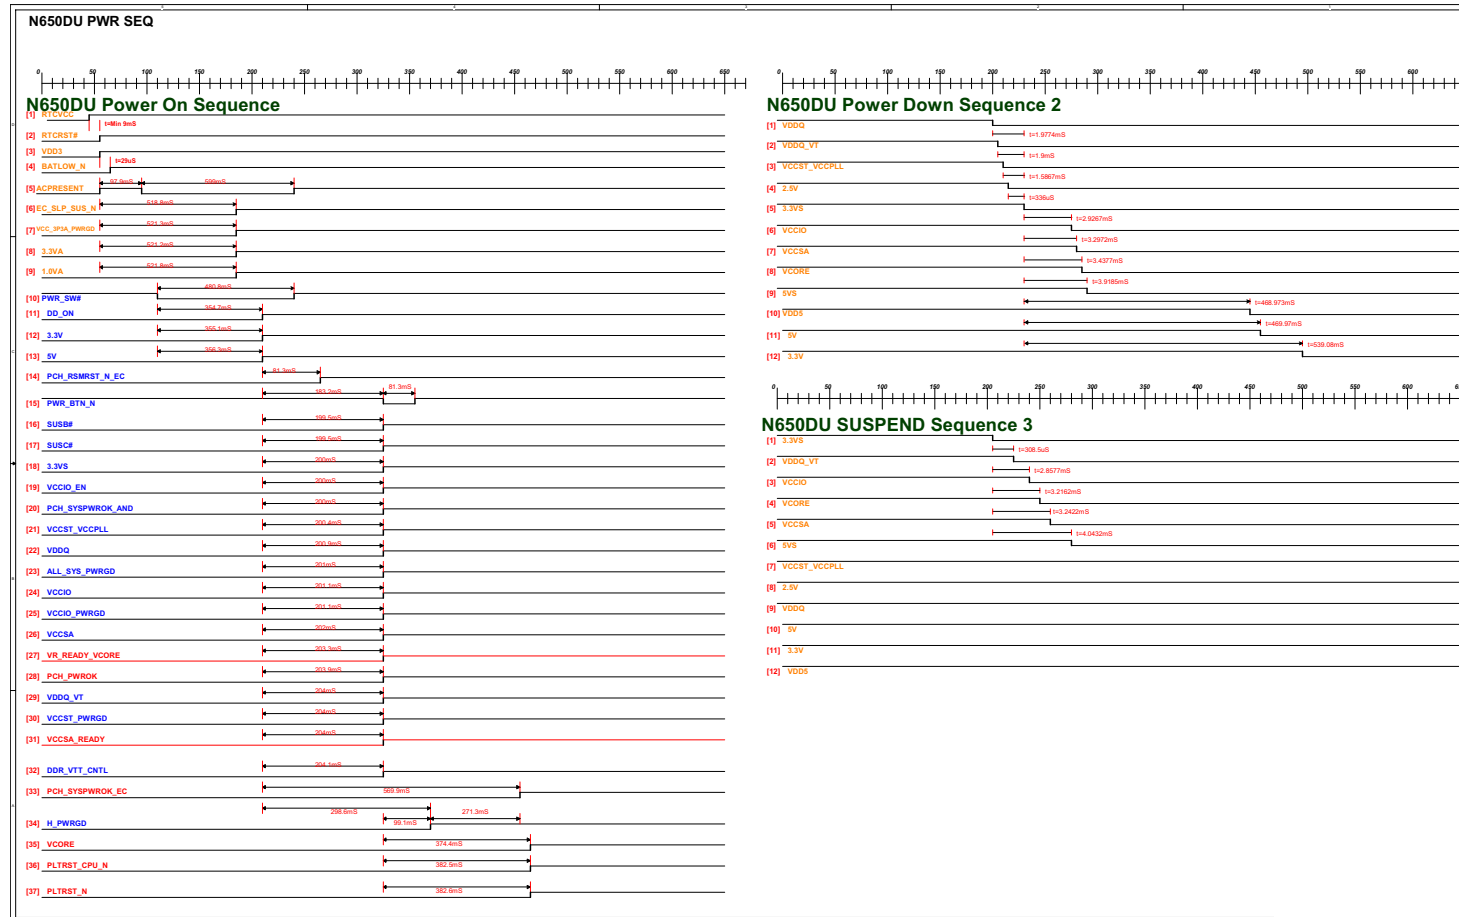 N650DU PWR SEQ
0 50 100 150 200 250 300 350 400 450 500 550 600 650
N650DU Power On Sequence
[1] RTCVCC
t=Min 9mS
[2] RTCRST#
[3] VDD3
t=29uS
[4] BATLOW_N
97.9mS 599mS
[5] ACPRESENT
518.8mS
[6] EC_SLP_SUS_N
521.3mS
[7] VCC_3P3A_PWRGD
521.2mS
[8] 3.3VA
521.8mS
[9] 1.0VA
480.8mS
[10] PWR_SW#
354.7mS
[11] DD_ON
355.1mS
[12] 3.3V
356.3mS
[13] 5V
81.3mS
[14] PCH_RSMRST_N_EC
183.2mS 81.3mS
[15] PWR_BTN_N
199.5mS
[16] SUSB#
199.5mS
[17] SUSC#
200mS
[18] 3.3VS
200mS
[19] VCCIO_EN
200mS
[20] PCH_SYSPWROK_AND
200.4mS
[21] VCCST_VCCPLL
200.9mS
[22] VDDQ
201mS
[23] ALL_SYS_PWRGD
201.1mS
[24] VCCIO
201.1mS
[25] VCCIO_PWRGD
202mS
[26] VCCSA
203.3mS
[27] VR_READY_VCORE
203.9mS
[28] PCH_PWROK
204mS
[29] VDDQ_VT
204mS
[30] VCCST_PWRGD
204mS
[31] VCCSA_READY
204.1mS
[32] DDR_VTT_CNTL
[33] PCH_SYSPWROK_EC
569.9mS
298.6mS 271.3mS
[34] H_PWRGD
99.1mS
[35] VCORE
374.4mS
[36] PLTRST_CPU_N
382.5mS
[37] PLTRST_N
382.6mS
0 50 100 150 200 250 300 350 400 450 500 550 600
N650DU Power Down Sequence 2
[1] VDDQ
t=1.9774mS
[2] VDDQ_VT
t=1.9mS
[3] VCCST_VCCPLL
t=1.5867mS
[4] 2.5V
t=336uS
[5] 3.3VS
t=2.9267mS
[6] VCCIO
t=3.2972mS
[7] VCCSA
t=3.4377mS
[8] VCORE
t=3.9185mS
[9] 5VS
t=468.973mS
[10] VDD5
t=469.97mS
[11] 5V
t=539.08mS
[12] 3.3V
0 50 100 150 200 250 300 350 400 450 500 550 600
N650DU SUSPEND Sequence 3
[1] 3.3VS
t=308.5uS
[2] VDDQ_VT
t=2.8577mS
[3] VCCIO
t=3.2162mS
[4] VCORE
t=3.2422mS
[5] VCCSA
t=4.0432mS
[6] 5VS
[7] VCCST_VCCPLL
[8] 2.5V
[9] VDDQ
[10] 5V
[11] 3.3V
[12] VDD5